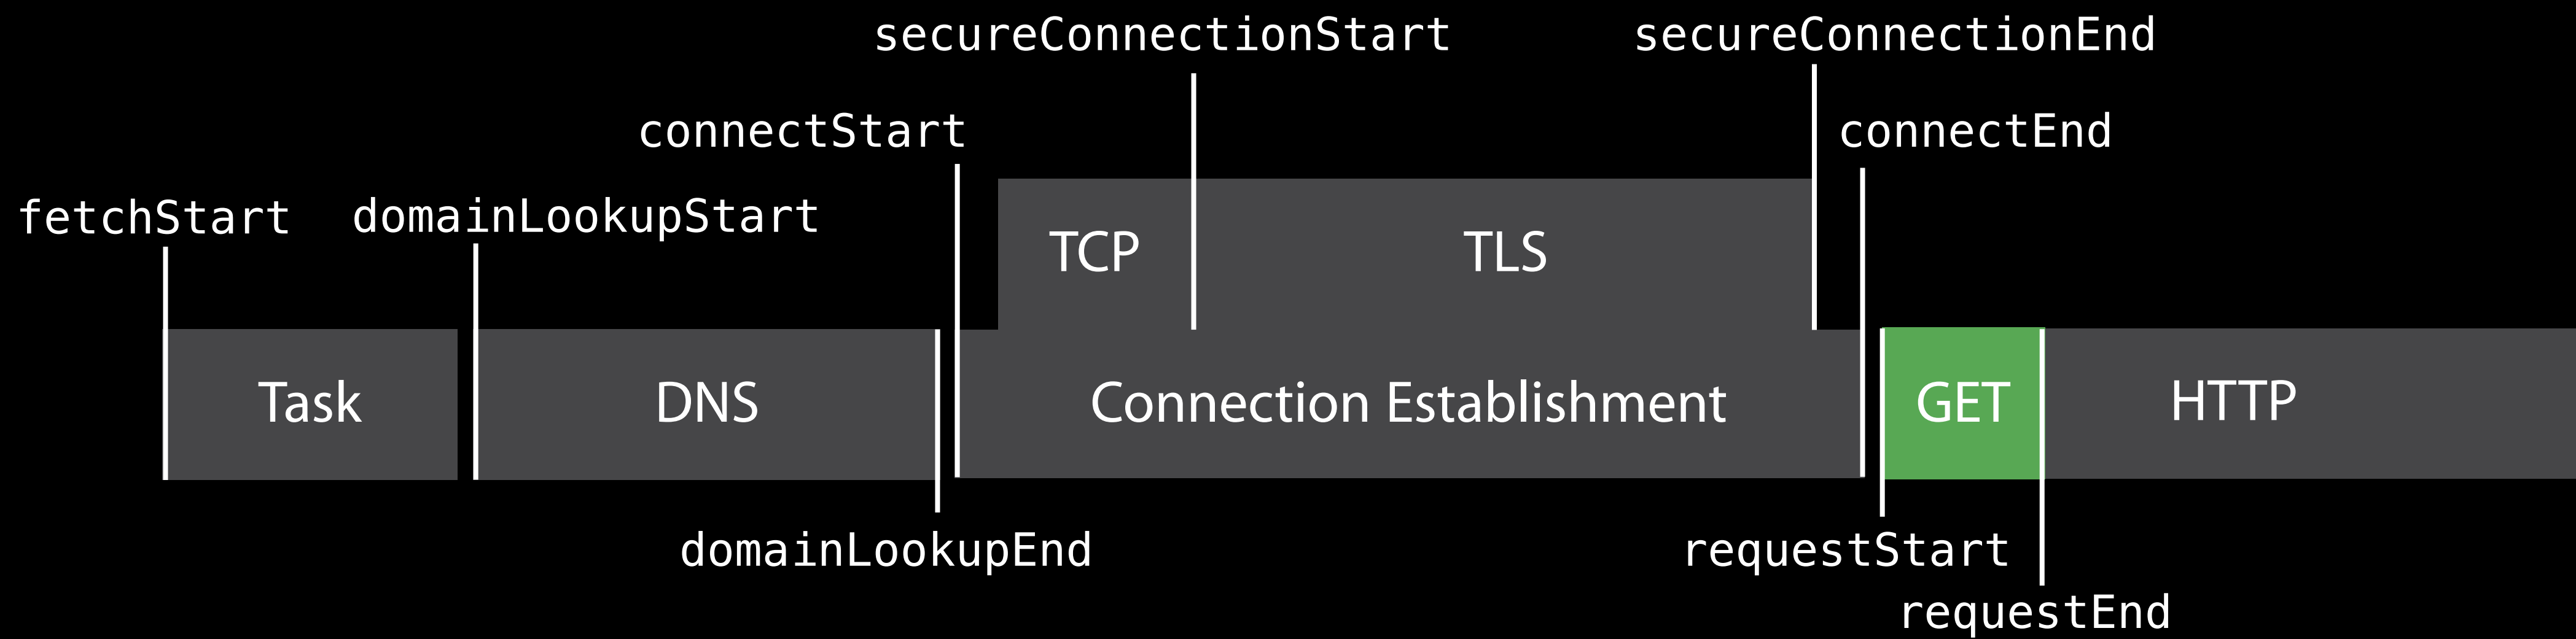 secureConnectionStart
secureConnectionEnd
connectStart
connectEnd
fetchStart
domainLookupStart
TCP
TLS
Task
DNS
Connection Establishment
GET
HTTP
domainLookupEnd
requestStart
requestEnd